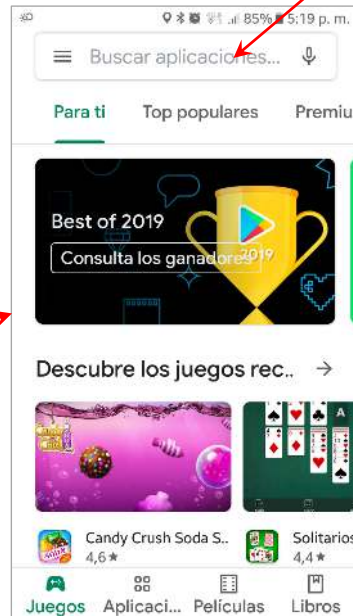 85% 5:19 p. m.
Buscar aplicaciones...
Para ti Top populares Premiu
Best of 2019
Consulta los ganadores
2019
Descubre los juegos rec.. →
A
Candy Crush Soda S.. Solitarios
4,6★ 4,4★
Juegos Aplicaci... Películas Libros